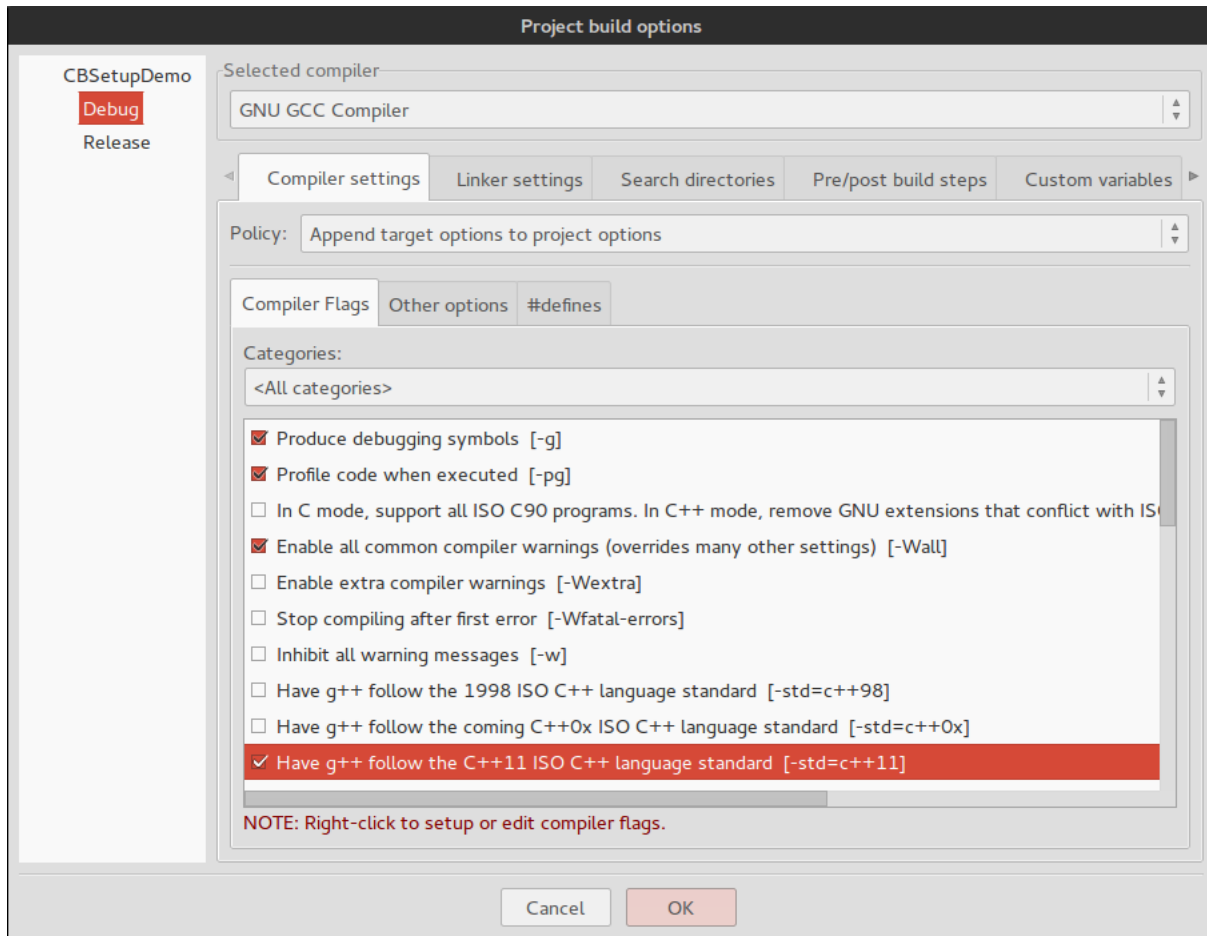 Project build options
CBSetupDemo
Debug
Release
Selected compiler
GNU GCC Compiler
Compiler settings
Linker settings
Search directories
Pre/post build steps
Custom variables
Policy:
Append target options to project options
Compiler Flags
Other options
#defines
Categories:
<All categories>
Produce debugging symbols [-g]
Profile code when executed [-pg]
In C mode, support all ISO C90 programs. In C++ mode, remove GNU extensions that conflict with
Enable all common compiler warnings (overrides many other settings) [-Wall]
Enable extra compiler warnings [-Wextra]
Stop compiling after first error [-Wfatal-errors]
Inhibit all warning messages [-w]
Have g++ follow the 1998 ISO C++ language standard [-std=c++98]
Have g++ follow the coming C++0x ISO C++ language standard [-std=c++0x]
Have g++ follow the C++11 ISO C++ language standard [-std=c++11]
NOTE: Right-click to setup or edit compiler flags.
Cancel
OK